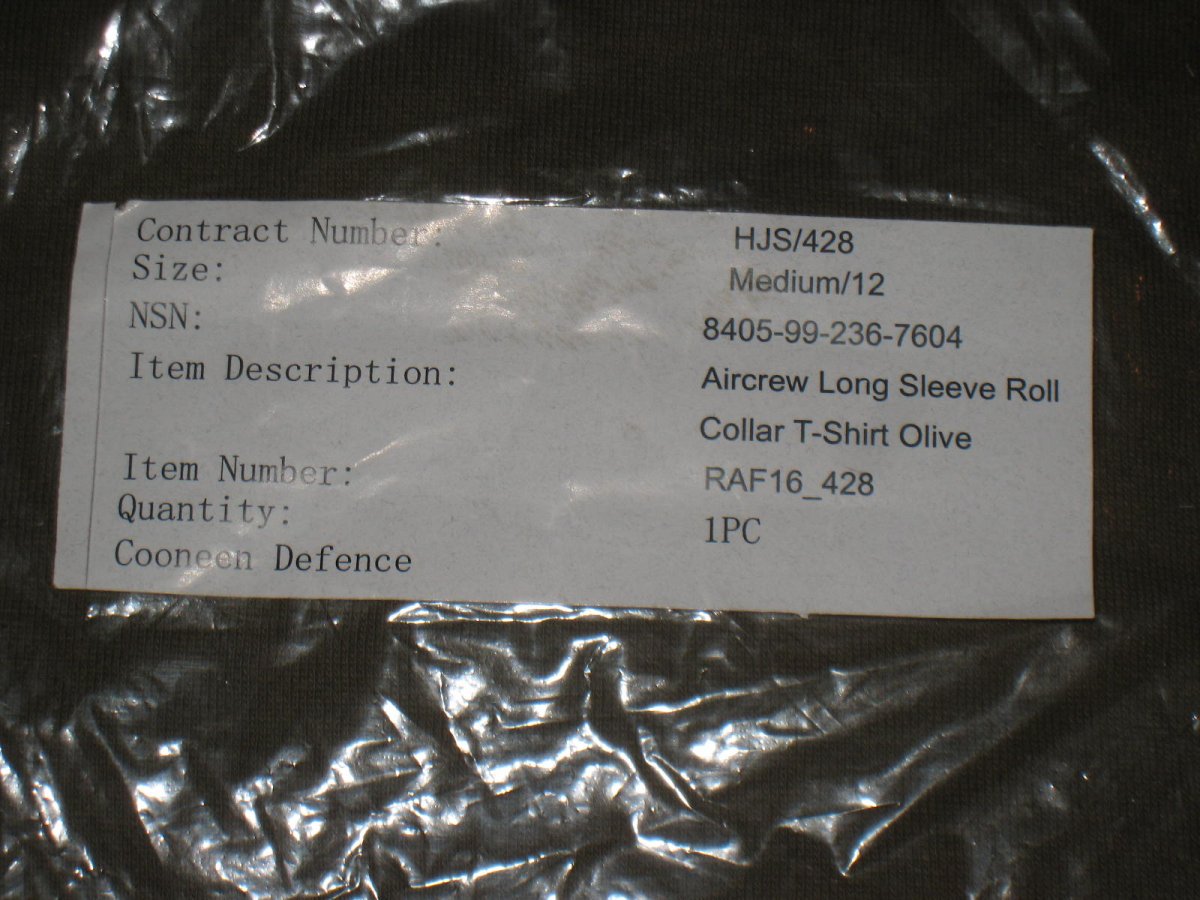 Contract Number: HJS/428
Size: Medium/12
NSN: 8405-99-236-7604
Item Description: Aircrew Long Sleeve Roll
Collar T-Shirt Olive
Item Number: RAF16_428
Quantity: 1PC
Cooneen Defence